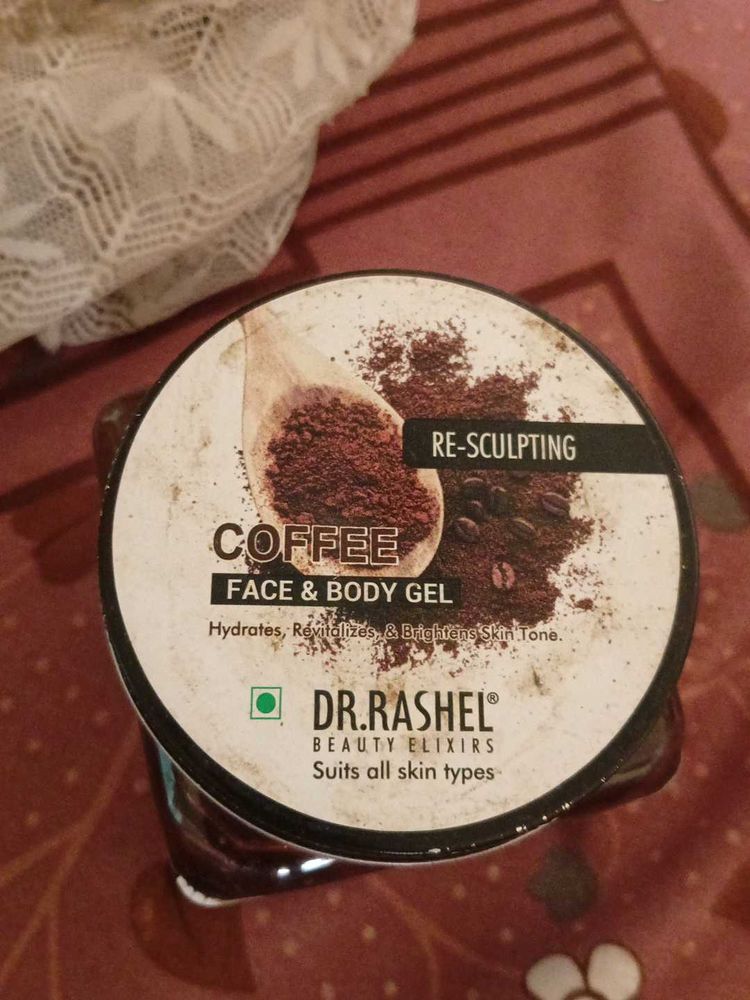 RE-SCULPTING
COFFEE
FACE & BODY GEL
Hydrates, Revitalizes, & Brightens Skin Tone.
DR.RASHEL®
BEAUTY ELIXIRS
Suits all skin types